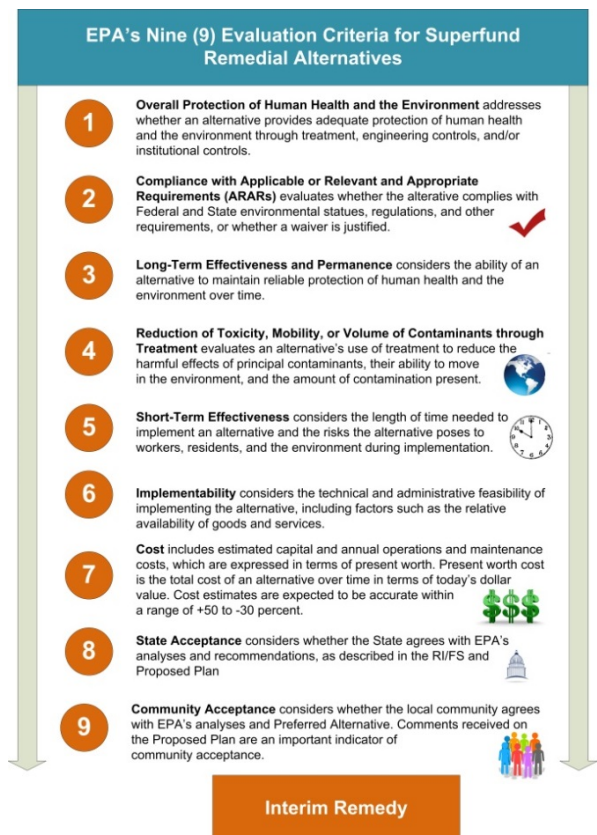 EPA's Nine (9) Evaluation Criteria for Superfund
Remedial Alternatives
1
Overall Protection of Human Health and the Environment addresses
whether an alternative provides adequate protection of human health
and the environment through treatment, engineering controls, and/or
institutional controls.
2
Compliance with Applicable or Relevant and Appropriate
Requirements (ARARs) evaluates whether the alterative complies with
Federal and State environmental statues, regulations, and other
requirements, or whether a waiver is justified.
3
Long-Term Effectiveness and Permanence considers the ability of an
alternative to maintain reliable protection of human health and the
environment over time.
4
Reduction of Toxicity, Mobility, or Volume of Contaminants through
Treatment evaluates an alternative's use of treatment to reduce the
harmful effects of principal contaminants, their ability to move
in the environment, and the amount of contamination present.
5
Short-Term Effectiveness considers the length of time needed to
implement an alternative and the risks the alternative poses to
workers, residents, and the environment during implementation.
6
Implementability considers the technical and administrative feasibility of
implementing the alternative, including factors such as the relative
availability of goods and services.
7
Cost includes estimated capital and annual operations and maintenance
costs, which are expressed in terms of present worth. Present worth cost
is the total cost of an alternative over time in terms of today's dollar
value. Cost estimates are expected to be accurate within
a range of +50 to -30 percent.
$$$
8
State Acceptance considers whether the State agrees with EPA's
analyses and recommendations, as described in the RI/FS and
Proposed Plan
9
Community Acceptance considers whether the local community agrees
with EPA's analyses and Preferred Alternative. Comments received on
the Proposed Plan are an important indicator of
community acceptance.
Interim Remedy